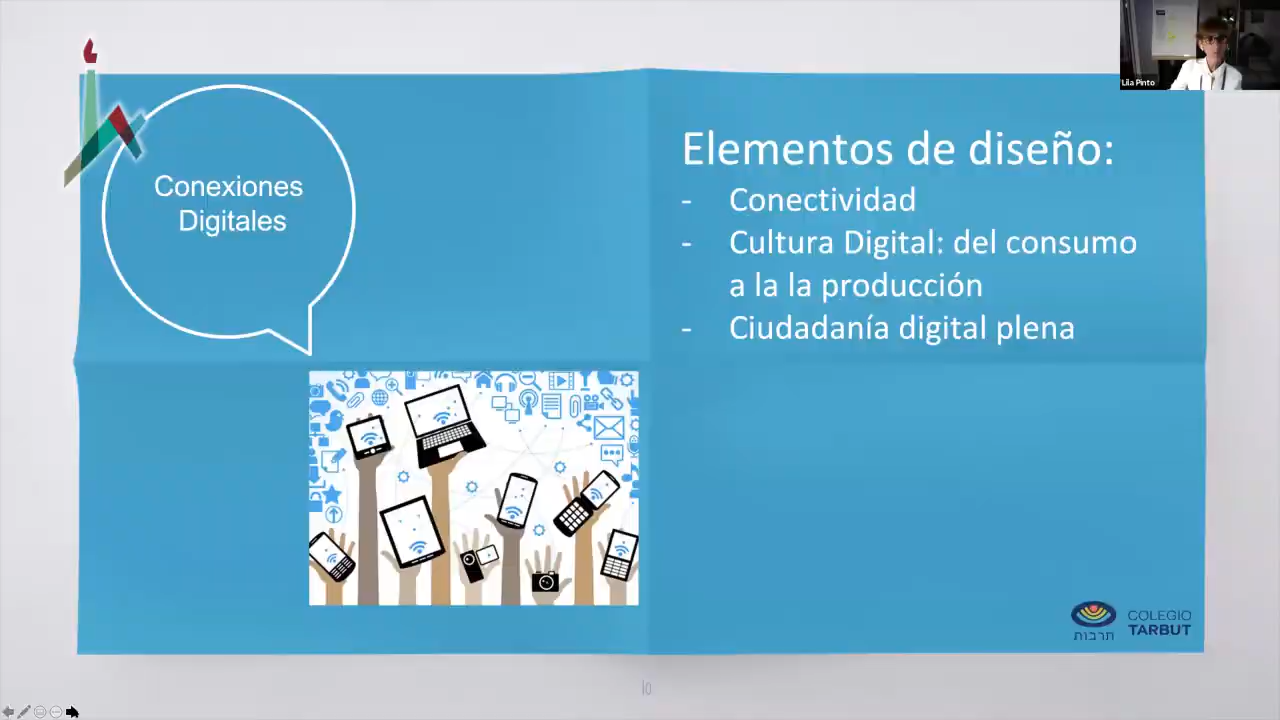 Lila Pinto
Conexiones
Digitales
Elementos de diseño:
- Conectividad
- Cultura Digital: del consumo
a la la producción
- Ciudadanía digital plena
COLEGIO
TARBUT
תרבות
10